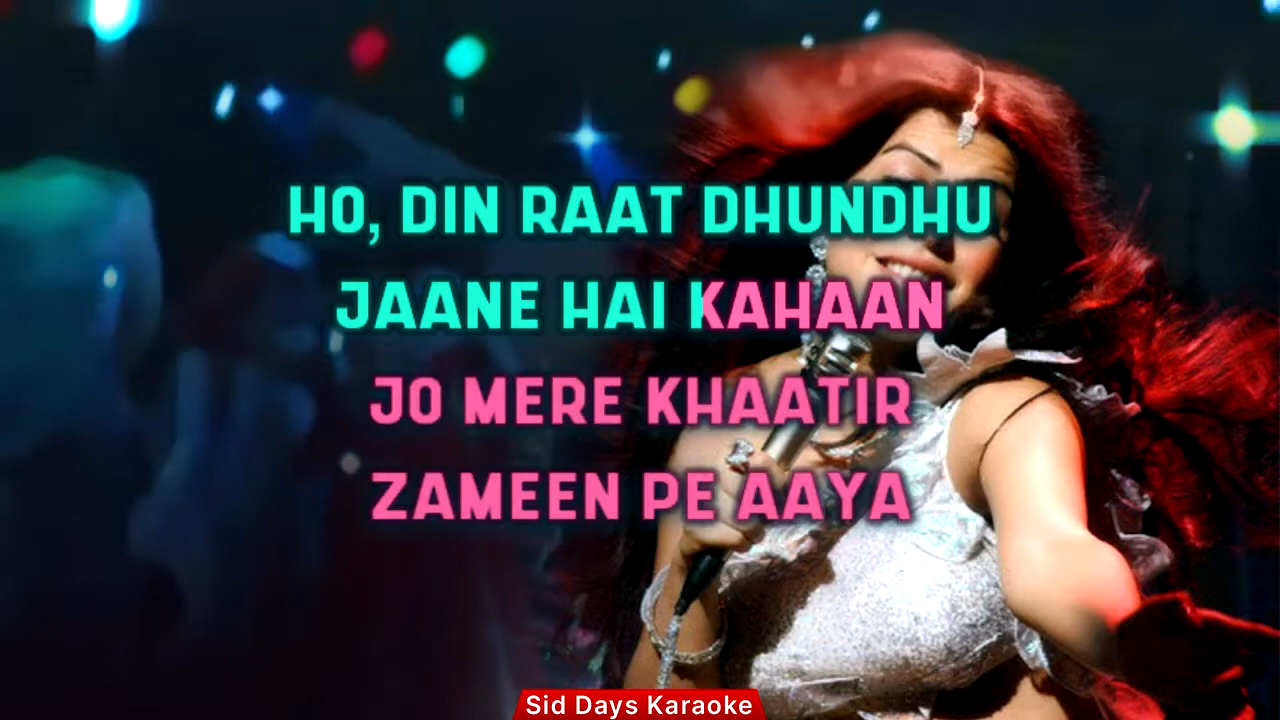 HO, DIN RAAT DHUNDHU
JAANE HAI KAHAAN
JO MERE KHAATIR
ZAMEEN PE AAYA
Sid Days Karaoke